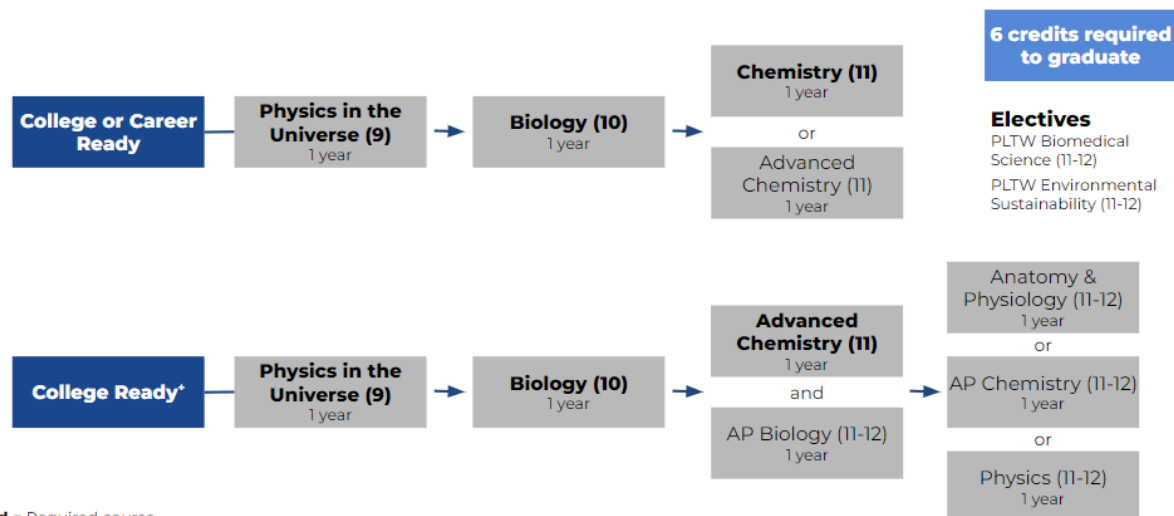 6 credits required
to graduate
College or Career
Ready
Physics in the
Universe (9)
1 year
Biology (10)
1 year
Chemistry (11)
1 year
or
Advanced
Chemistry (11)
1 year
Electives
PLTW Biomedical
Science (11-12)
PLTW Environmental
Sustainability (11-12)
College Ready+
Physics in the
Universe (9)
1 year
Biology (10)
1 year
Advanced
Chemistry (11)
1 year
and
AP Biology (11-12)
1 year
Anatomy &
Physiology (11-12)
1 year
or
AP Chemistry (11-12)
1 year
or
Physics (11-12)
1 year